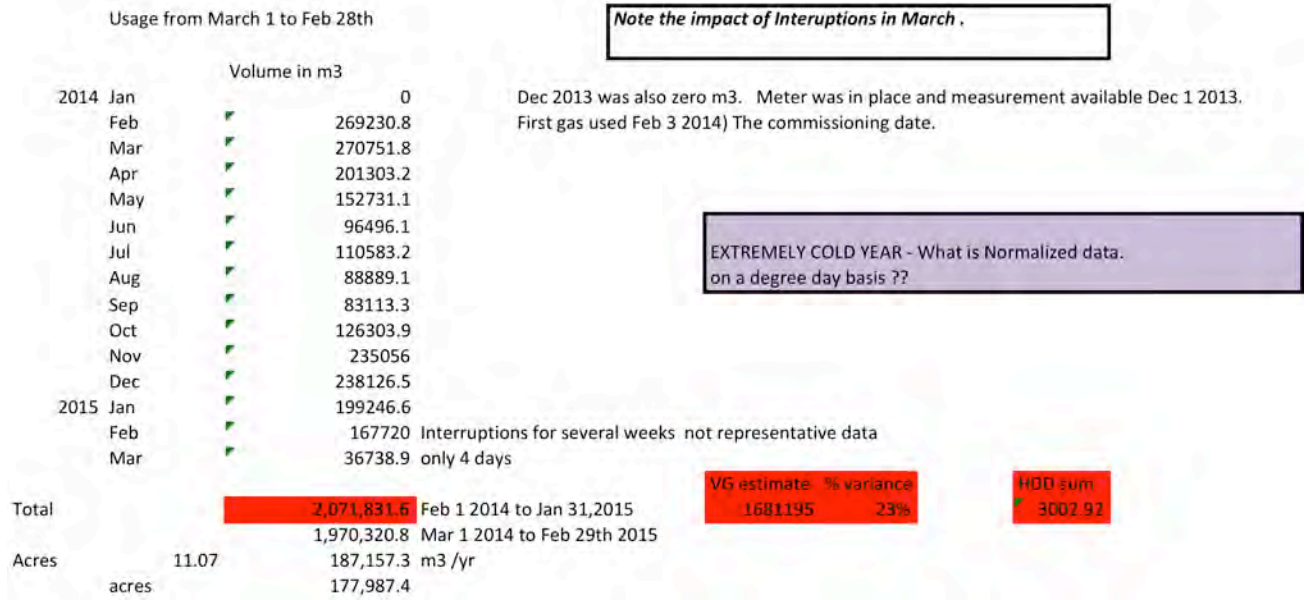 Usage from March 1 to Feb 28th
Note the impact of Interuptions in March .
Volume in m3
2014 Jan 0 Dec 2013 was also zero m3. Meter was in place and measurement available Dec 1 2013.
Feb 269230.8 First gas used Feb 3 2014) The commissioning date.
Mar 270751.8
Apr 201303.2
May 152731.1
Jun 96496.1
Jul 110583.2 EXTREMELY COLD YEAR - What is Normalized data.
Aug 88889.1 on a degree day basis ??
Sep 83113.3
Oct 126303.9
Nov 235056
Dec 238126.5
2015 Jan 199246.6
Feb 167720 Interruptions for several weeks not representative data
Mar 36738.9 only 4 days
VG estimate % variance HDD sum
Total 2,071,831.6 Feb 1 2014 to Jan 31,2015 1681195 23% 3002.92
1,970,320.8 Mar 1 2014 to Feb 29th 2015
Acres 11.07 187,157.3 m3 /yr
acres 177,987.4